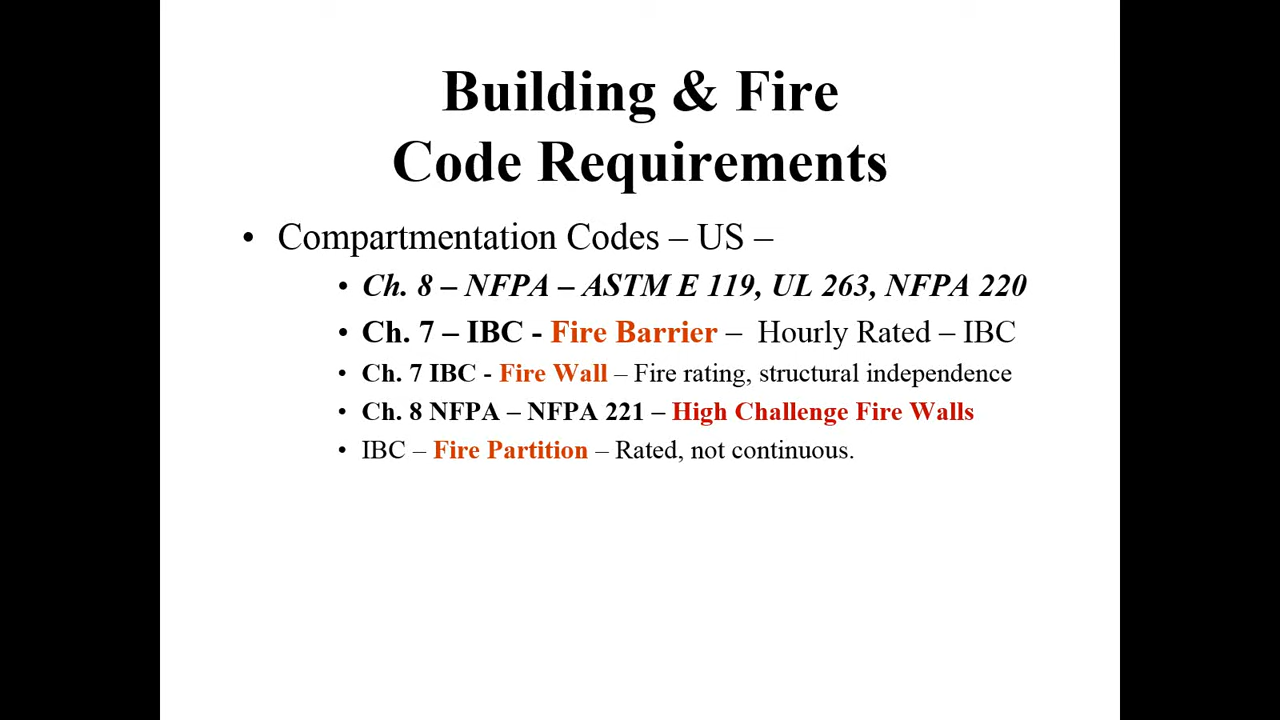 Building & Fire
Code Requirements
• Compartmentation Codes – US –
• Ch. 8 – NFPA – ASTM E 119, UL 263, NFPA 220
• Ch. 7 – IBC - Fire Barrier – Hourly Rated – IBC
• Ch. 7 IBC - Fire Wall – Fire rating, structural independence
• Ch. 8 NFPA – NFPA 221 – High Challenge Fire Walls
• IBC – Fire Partition – Rated, not continuous.